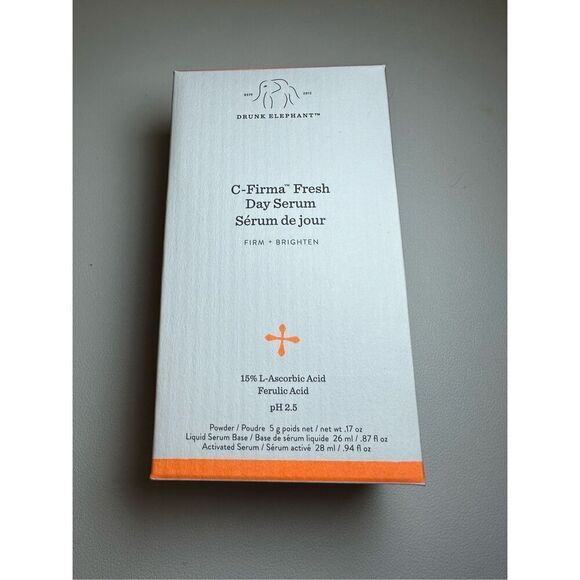 ESTD 2012
DRUNK ELEPHANT™
C-Firma™ Fresh
Day Serum
Sérum de jour
FIRM + BRIGHTEN
15% L-Ascorbic Acid
Ferulic Acid
pH 2.5
Powder / Poudre 5 g poids net / net wt .17 oz
Liquid Serum Base / Base de sérum liquide 26 ml / .87 fl oz
Activated Serum / Sérum activé 28 ml / .94 fl oz